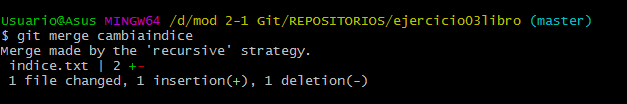 Usuario@Asus MINGW64 /d/mod 2-1 Git/REPOSITORIOS/ejercicio03libro (master)
$ git merge cambiaindice
Merge made by the 'recursive' strategy.
 indice.txt | 2 +-
 1 file changed, 1 insertion(+), 1 deletion(-)